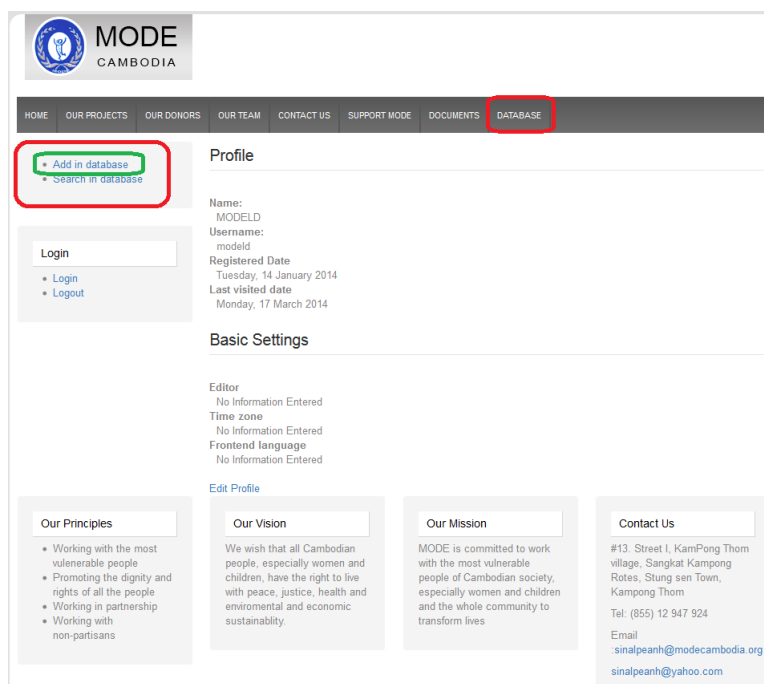 MODE
CAMBODIA
HOME OUR PROJECTS OUR DONORS OUR TEAM CONTACT US SUPPORT MODE DOCUMENTS DATABASE
Add in database
Search in database
Login
Login
Logout
Profile
Name:
MODELD
Username:
modeld
Registered Date
Tuesday, 14 January 2014
Last visited date
Monday, 17 March 2014
Basic Settings
Editor
No Information Entered
Time zone
No Information Entered
Frontend language
No Information Entered
Edit Profile
Our Principles
Working with the most
vulenerable people
Promoting the dignity and
rights of all the people
Working in partnership
Working with
non-partisans
Our Vision
We wish that all Cambodian
people, especially women and
children, have the right to live
with peace, justice, health and
enviromental and economic
sustainablity.
Our Mission
MODE is committed to work
with the most vulnerable
people of Cambodian society,
especially women and children
and the whole community to
transform lives
Contact Us
#13. Street I, KamPong Thom
village, Sangkat Kampong
Rotes, Stung sen Town,
Kampong Thom
Tel: (855) 12 947 924
Email
:sinalpeanh@modecambodia.org
sinalpeanh@yahoo.com